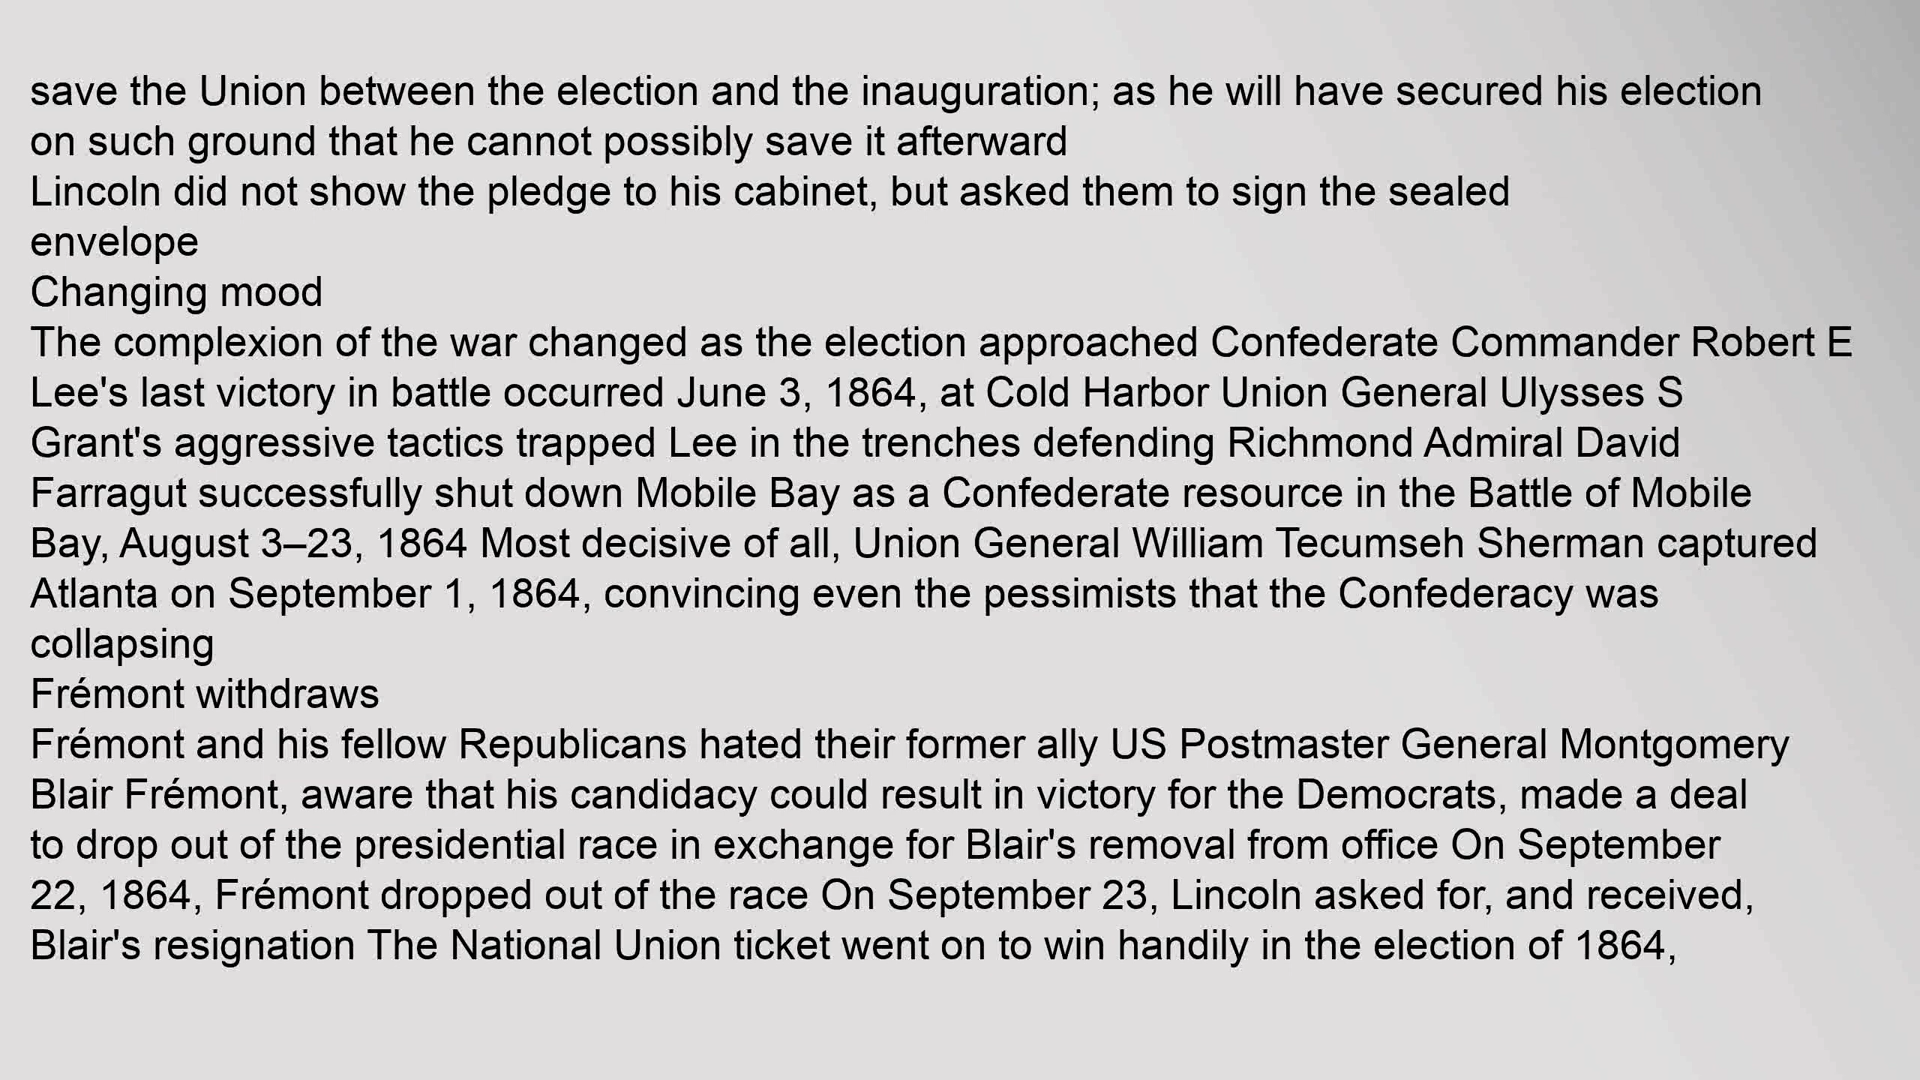 save the Union between the election and the inauguration; as he will have secured his election
on such ground that he cannot possibly save it afterward
Lincoln did not show the pledge to his cabinet, but asked them to sign the sealed
envelope
Changing mood
The complexion of the war changed as the election approached Confederate Commander Robert E
Lee's last victory in battle occurred June 3, 1864, at Cold Harbor Union General Ulysses S
Grant's aggressive tactics trapped Lee in the trenches defending Richmond Admiral David
Farragut successfully shut down Mobile Bay as a Confederate resource in the Battle of Mobile
Bay, August 3–23, 1864 Most decisive of all, Union General William Tecumseh Sherman captured
Atlanta on September 1, 1864, convincing even the pessimists that the Confederacy was
collapsing
Frémont withdraws
Frémont and his fellow Republicans hated their former ally US Postmaster General Montgomery
Blair Frémont, aware that his candidacy could result in victory for the Democrats, made a deal
to drop out of the presidential race in exchange for Blair's removal from office On September
22, 1864, Frémont dropped out of the race On September 23, Lincoln asked for, and received,
Blair's resignation The National Union ticket went on to win handily in the election of 1864,